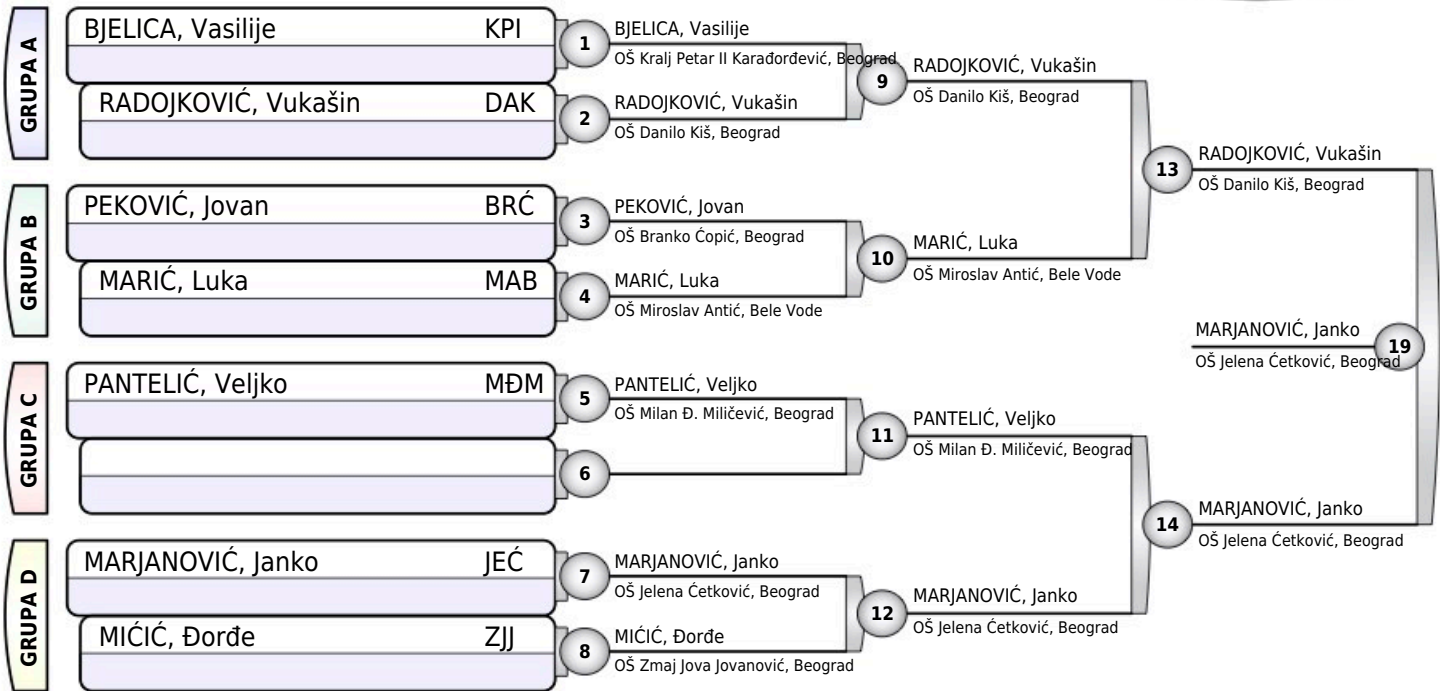 GRUPA A
BJELICA, Vasilije KPI
RADOJKOVIĆ, Vukašin DAK
1
BJELICA, Vasilije
OŠ Kralj Petar II Karađorđević, Beograd
2
RADOJKOVIĆ, Vukašin
OŠ Danilo Kiš, Beograd
9
RADOJKOVIĆ, Vukašin
OŠ Danilo Kiš, Beograd
GRUPA B
PEKOVIĆ, Jovan BRĆ
MARIĆ, Luka MAB
3
PEKOVIĆ, Jovan
OŠ Branko Ćopić, Beograd
4
MARIĆ, Luka
OŠ Miroslav Antić, Bele Vode
10
MARIĆ, Luka
OŠ Miroslav Antić, Bele Vode
13
RADOJKOVIĆ, Vukašin
OŠ Danilo Kiš, Beograd
GRUPA C
PANTELIĆ, Veljko MĐM
5
PANTELIĆ, Veljko
OŠ Milan Đ. Miličević, Beograd
6
11
PANTELIĆ, Veljko
OŠ Milan Đ. Miličević, Beograd
GRUPA D
MARJANOVIĆ, Janko JEĆ
MIĆIĆ, Đorđe ZJJ
7
MARJANOVIĆ, Janko
OŠ Jelena Ćetković, Beograd
8
MIĆIĆ, Đorđe
OŠ Zmaj Jova Jovanović, Beograd
12
MARJANOVIĆ, Janko
OŠ Jelena Ćetković, Beograd
14
MARJANOVIĆ, Janko
OŠ Jelena Ćetković, Beograd
MARJANOVIĆ, Janko
OŠ Jelena Ćetković, Beograd
19